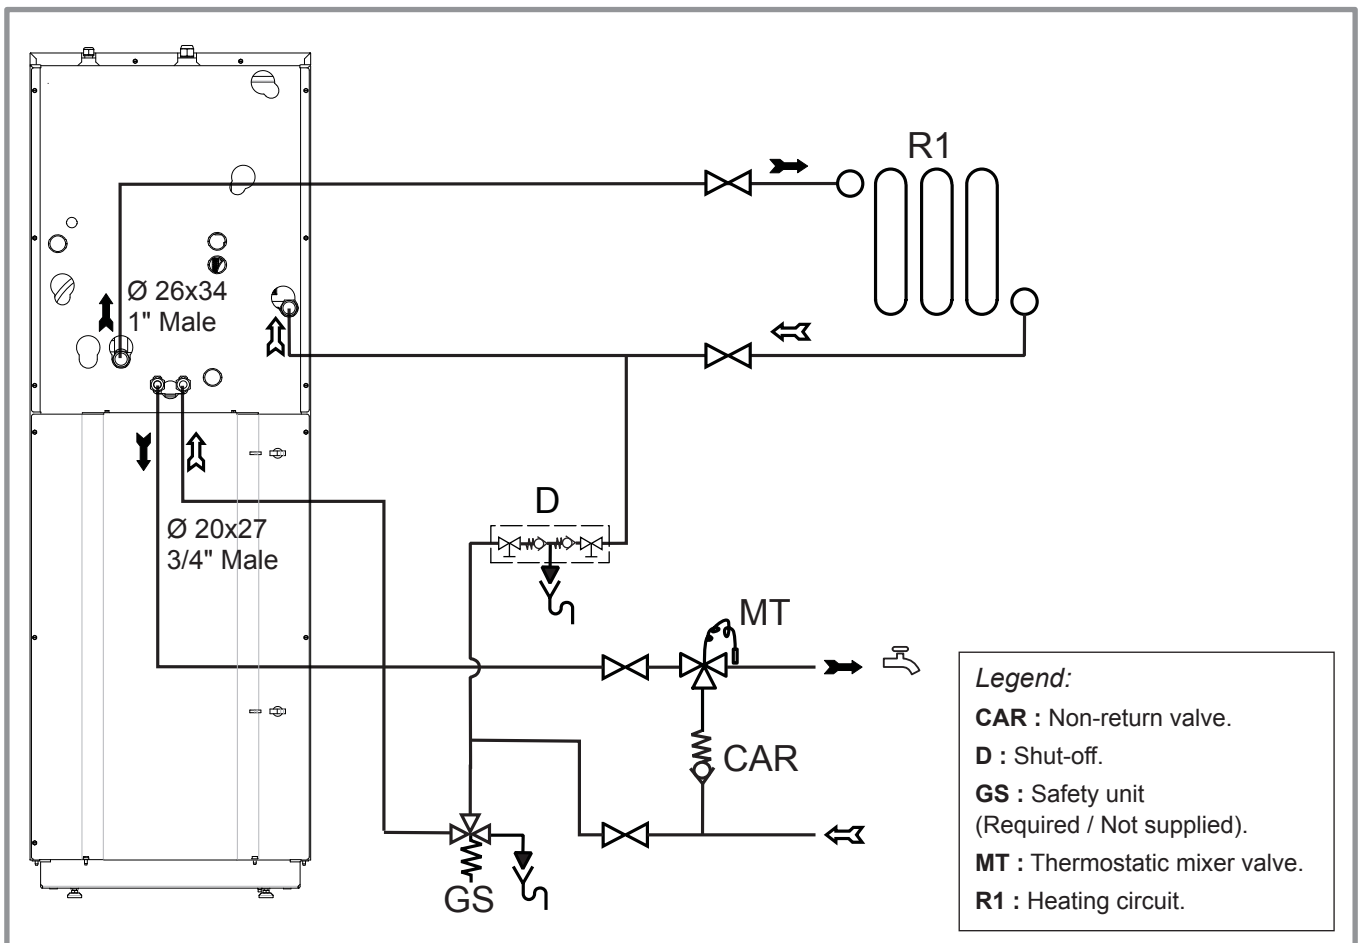 R1
Ø 26x34
1" Male
D
Ø 20x27
3/4" Male
MT
CAR
GS
Legend:
CAR : Non-return valve.
D : Shut-off.
GS : Safety unit
(Required / Not supplied).
MT : Thermostatic mixer valve.
R1 : Heating circuit.